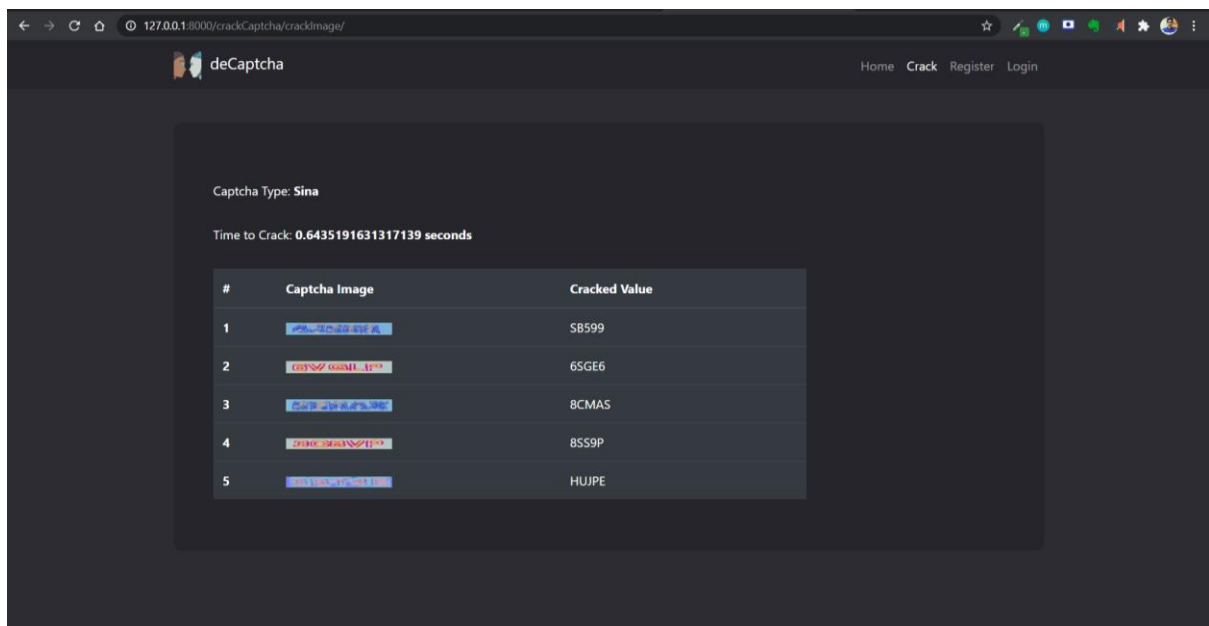 127.0.0.1:8000/crackCaptcha/crackImage/
deCaptcha
Home Crack Register Login
Captcha Type: Sina
Time to Crack: 0.6435191631317139 seconds
# Captcha Image Cracked Value
1 SB599
2 6SGE6
3 8CMAS
4 8SS9P
5 HUJPE